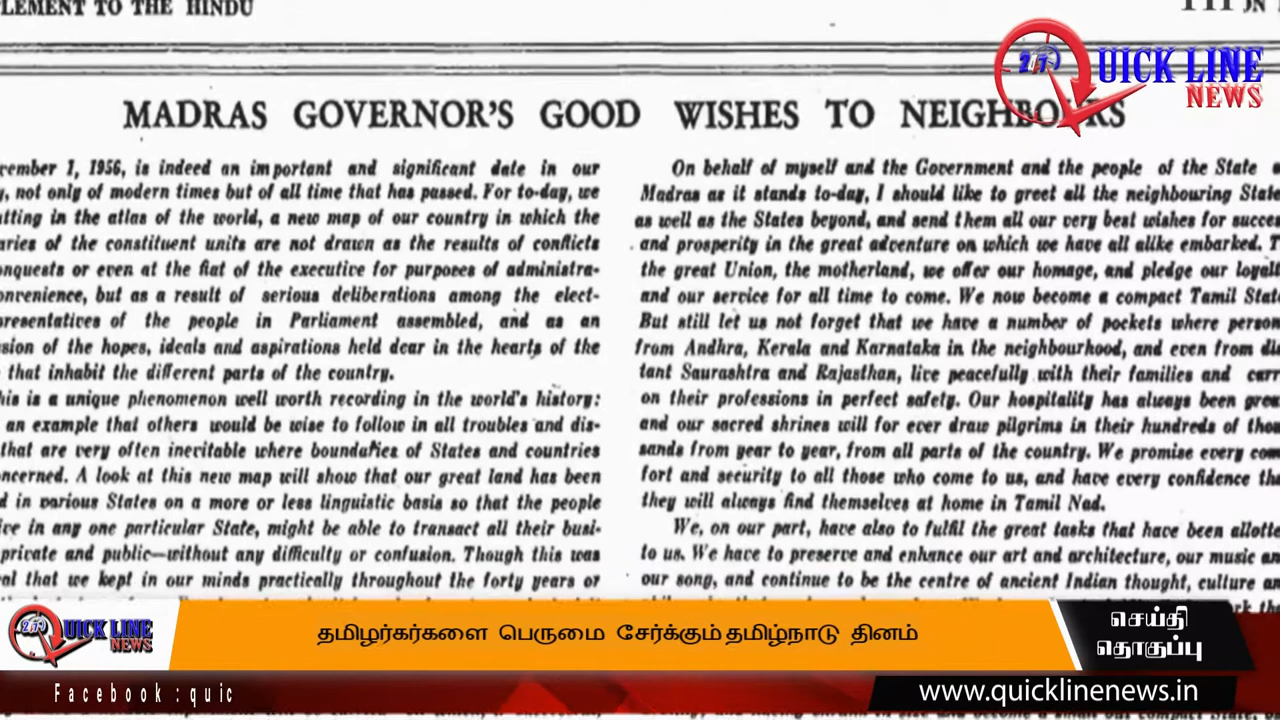 LEMENT TO THE HINDU
24/7 QUICK LINE
NEWS
MADRAS GOVERNOR'S GOOD WISHES TO NEIGHBOURS
1, 1956, is indeed an important and significant date in our
not only of modern times but of all time that has passed. For to-day, we
in the atlas of the world, a new map of our country in which the
of the constituent units are not drawn as the results of conflicts
or even at the fiat of the executive for purposes of administra-
but as a result of serious deliberations among the elect-
of the people in Parliament assembled, and as an
of the hopes, ideals and aspirations held dear in the hearts of the
that inhabit the different parts of the country.
is a unique phenomenon well worth recording in the world's history:
an example that others would be wise to follow in all troubles and dis-
that are very often inevitable where boundaries of States and countries
A look at this new map will show that our great land has been
in various States on a more or less linguistic basis so that the people
in any one particular State, might be able to transact all their busi-
private and public—without any difficulty or confusion. Though this was
that we kept in our minds practically throughout the forty years or
On behalf of myself and the Government and the people of the State
Madras as it stands to-day, I should like to greet all the neighbouring State
as well as the States beyond, and send them all our very best wishes for succes
and prosperity in the great adventure on which we have all alike embarked. T
the great Union, the motherland, we offer our homage, and pledge our loyalt
and our service for all time to come. We now become a compact Tamil State
But still let us not forget that we have a number of pockets where person
from Andhra, Kerala and Karnataka in the neighbourhood, and even from dis
tant Saurashtra and Rajasthan, live peacefully with their families and carr
on their professions in perfect safety. Our hospitality has always been grea
and our sacred shrines will for ever draw pilgrims in their hundreds of thou
sands from year to year, from all parts of the country. We promise every com
fort and security to all those who come to us, and have every confidence tha
they will always find themselves at home in Tamil Nad.
We, on our part, have also to fulfil the great tasks that have been allotte
to us. We have to preserve and enhance our art and architecture, our music an
our song, and continue to be the centre of ancient Indian thought, culture an
24/7 QUICK LINE
NEWS
தமிழர்கர்களை பெருமை சேர்க்கும் தமிழ்நாடு தினம்
செய்தி
தொகுப்பு
Facebook : quic
www.quicklinenews.in